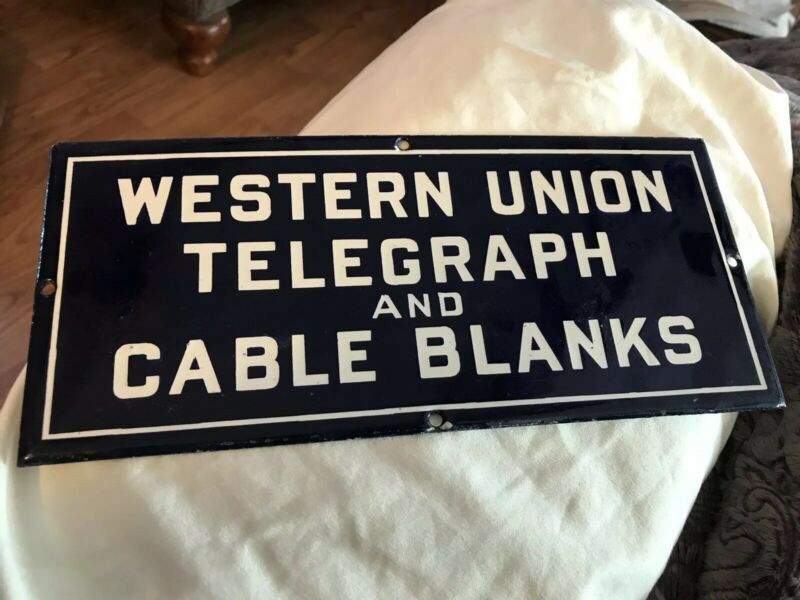 WESTERN UNION
TELEGRAPH
AND
CABLE BLANKS